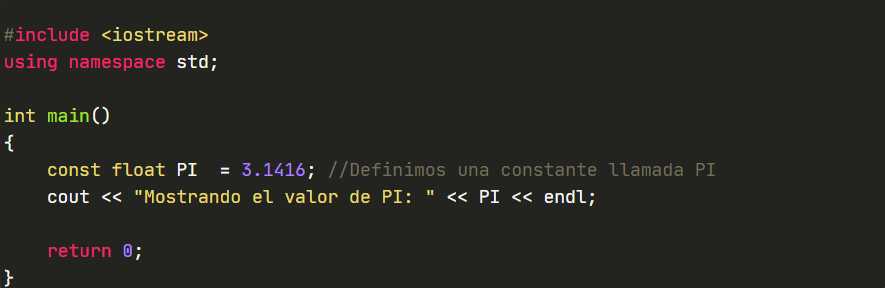 #include <iostream>
using namespace std;
int main()
{
    const float PI  = 3.1416; //Definimos una constante llamada PI
    cout << "Mostrando el valor de PI: " << PI << endl;
    return 0;
}